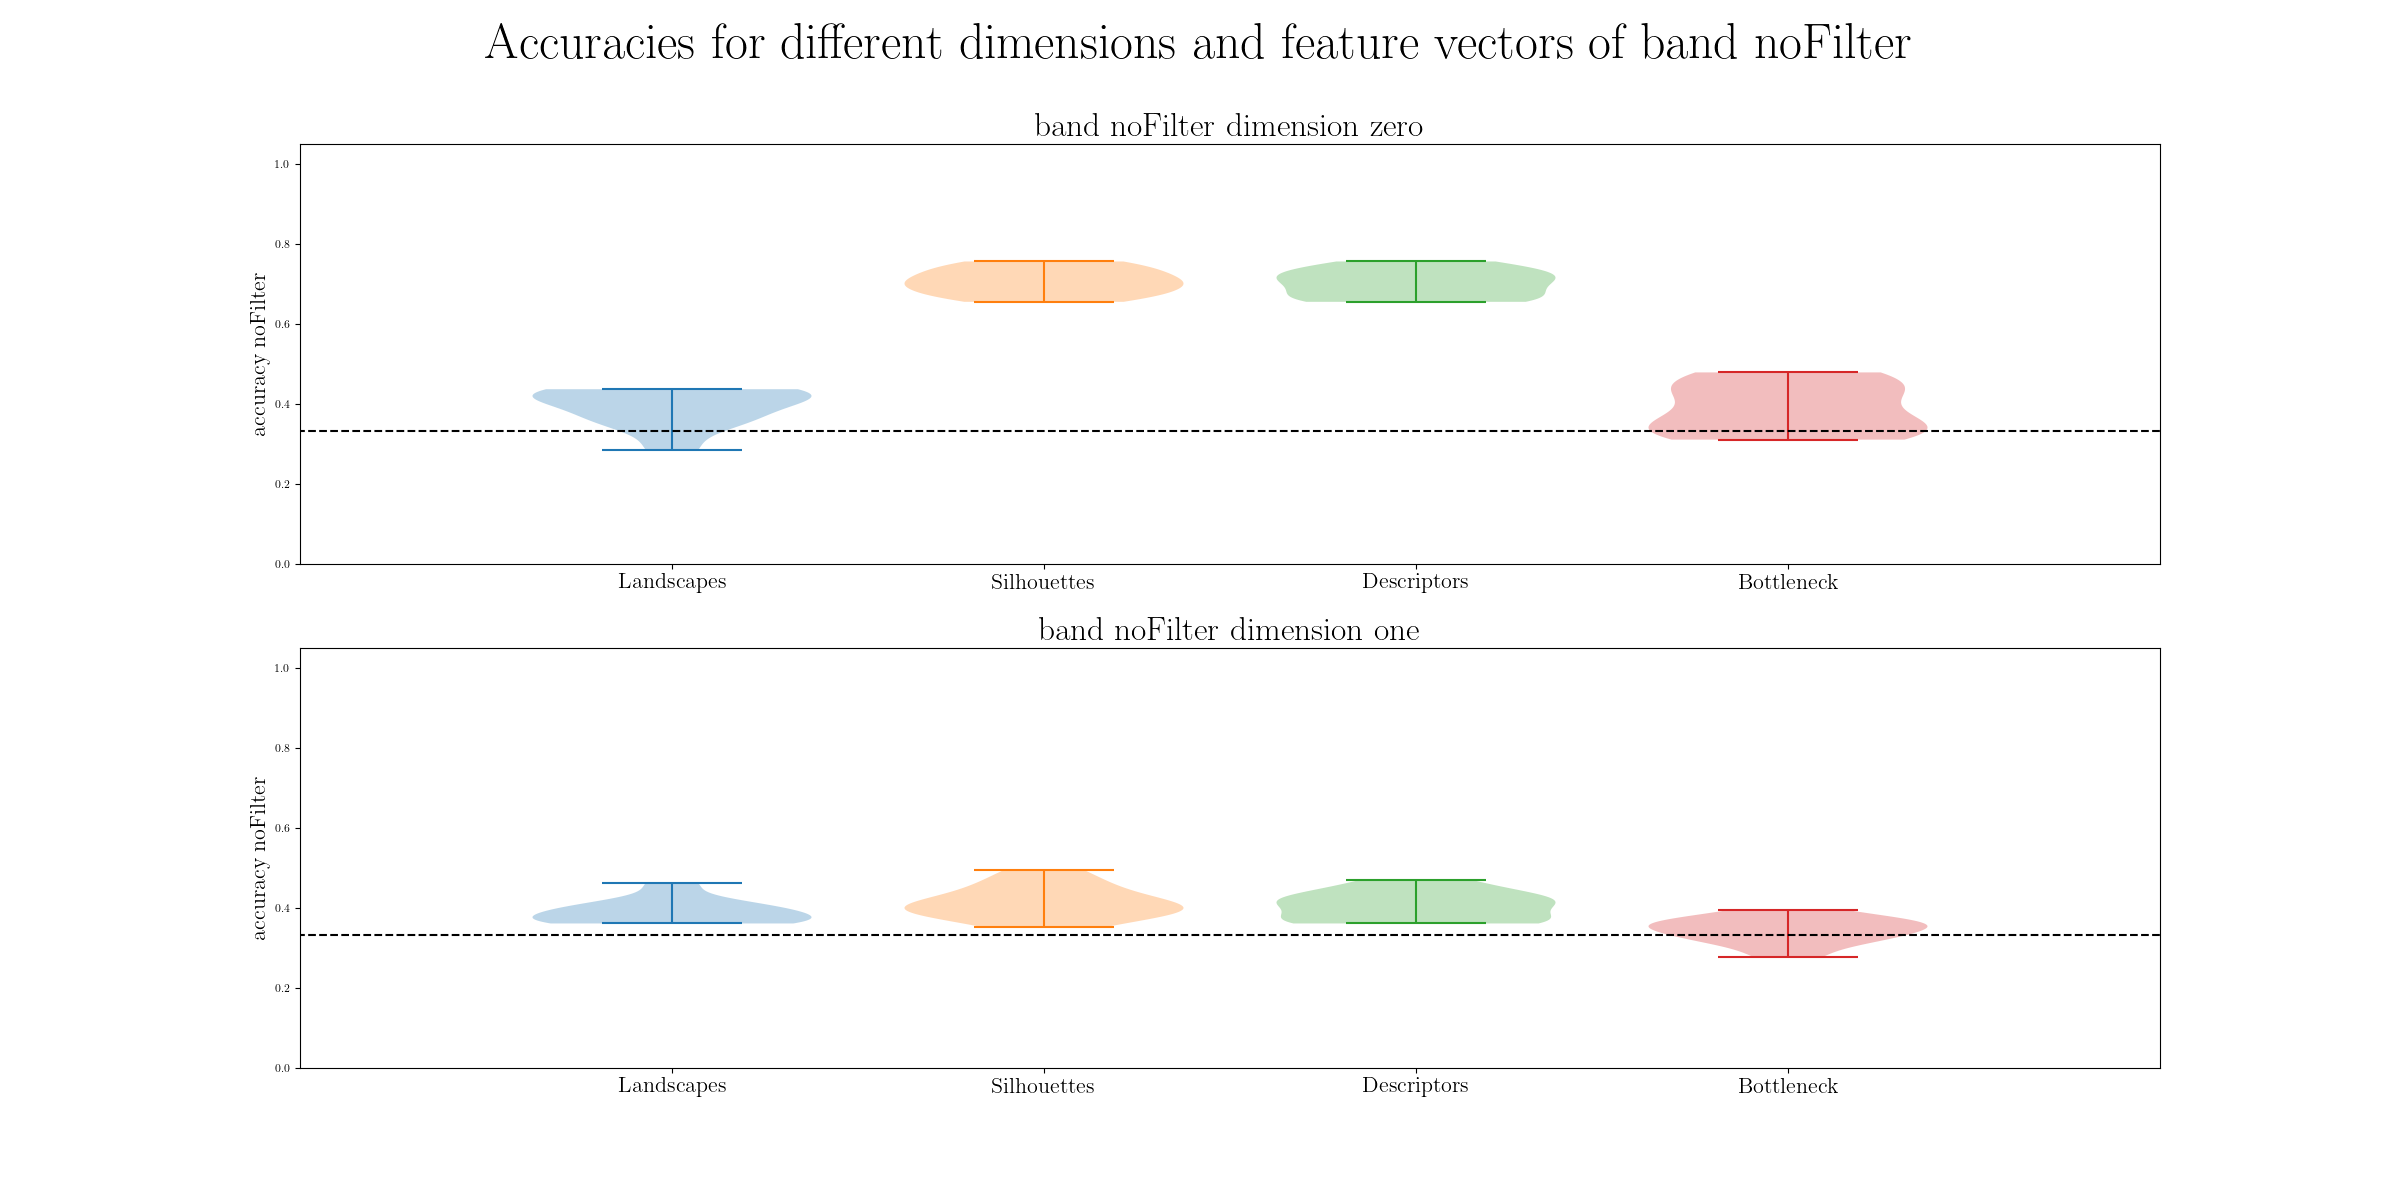 Accuracies for different dimensions and feature vectors of band noFilter
band noFilter dimension zero
accuracy noFilter
1.0
0.8
0.6
0.4
0.2
0.0
Landscapes Silhouettes Descriptors Bottleneck
band noFilter dimension one
accuracy noFilter
1.0
0.8
0.6
0.4
0.2
0.0
Landscapes Silhouettes Descriptors Bottleneck